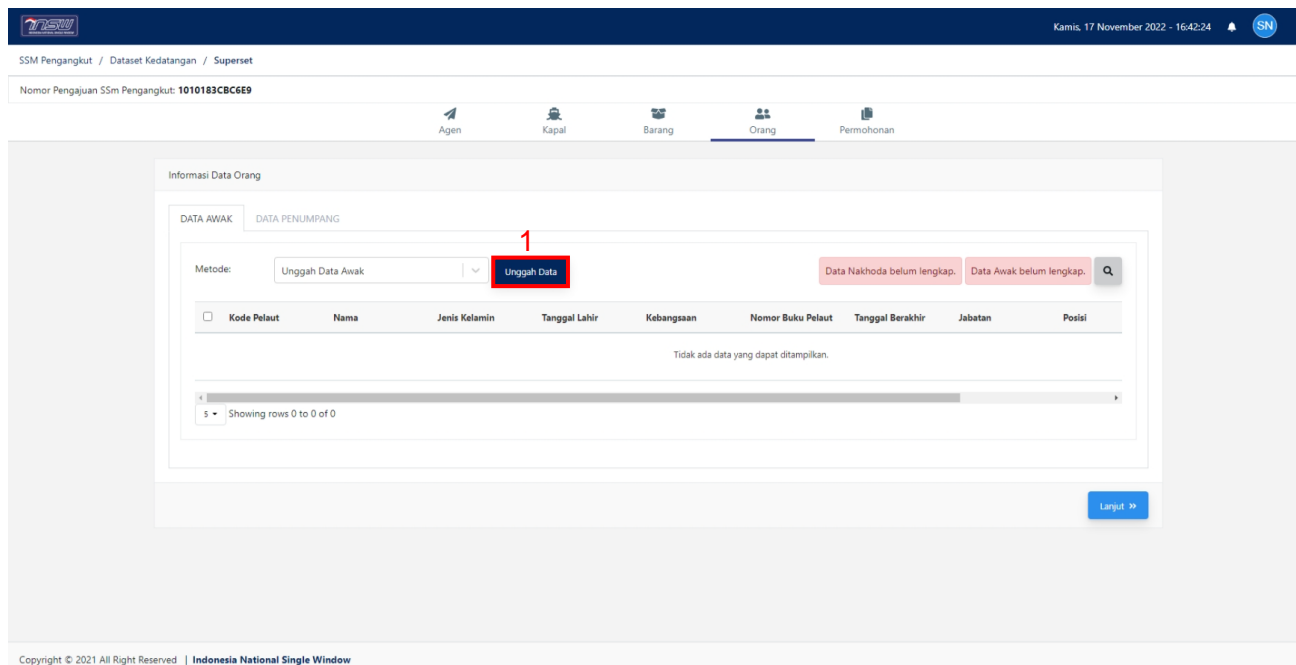 INSW
Kamis, 17 November 2022 - 16:42:24
SN
SSM Pengangkut / Dataset Kedatangan / Superset
Nomor Pengajuan SSm Pengangkut: 1010183CBC6E9
Agen
Kapal
Barang
Orang
Permohonan
Informasi Data Orang
DATA AWAK
DATA PENUMPANG
1
Metode:
Unggah Data Awak
Unggah Data
Data Nakhoda belum lengkap.
Data Awak belum lengkap.
Kode Pelaut Nama Jenis Kelamin Tanggal Lahir Kebangsaan Nomor Buku Pelaut Tanggal Berakhir Jabatan Posisi
Tidak ada data yang dapat ditampilkan.
5 Showing rows 0 to 0 of 0
Lanjut »
Copyright © 2021 All Right Reserved | Indonesia National Single Window